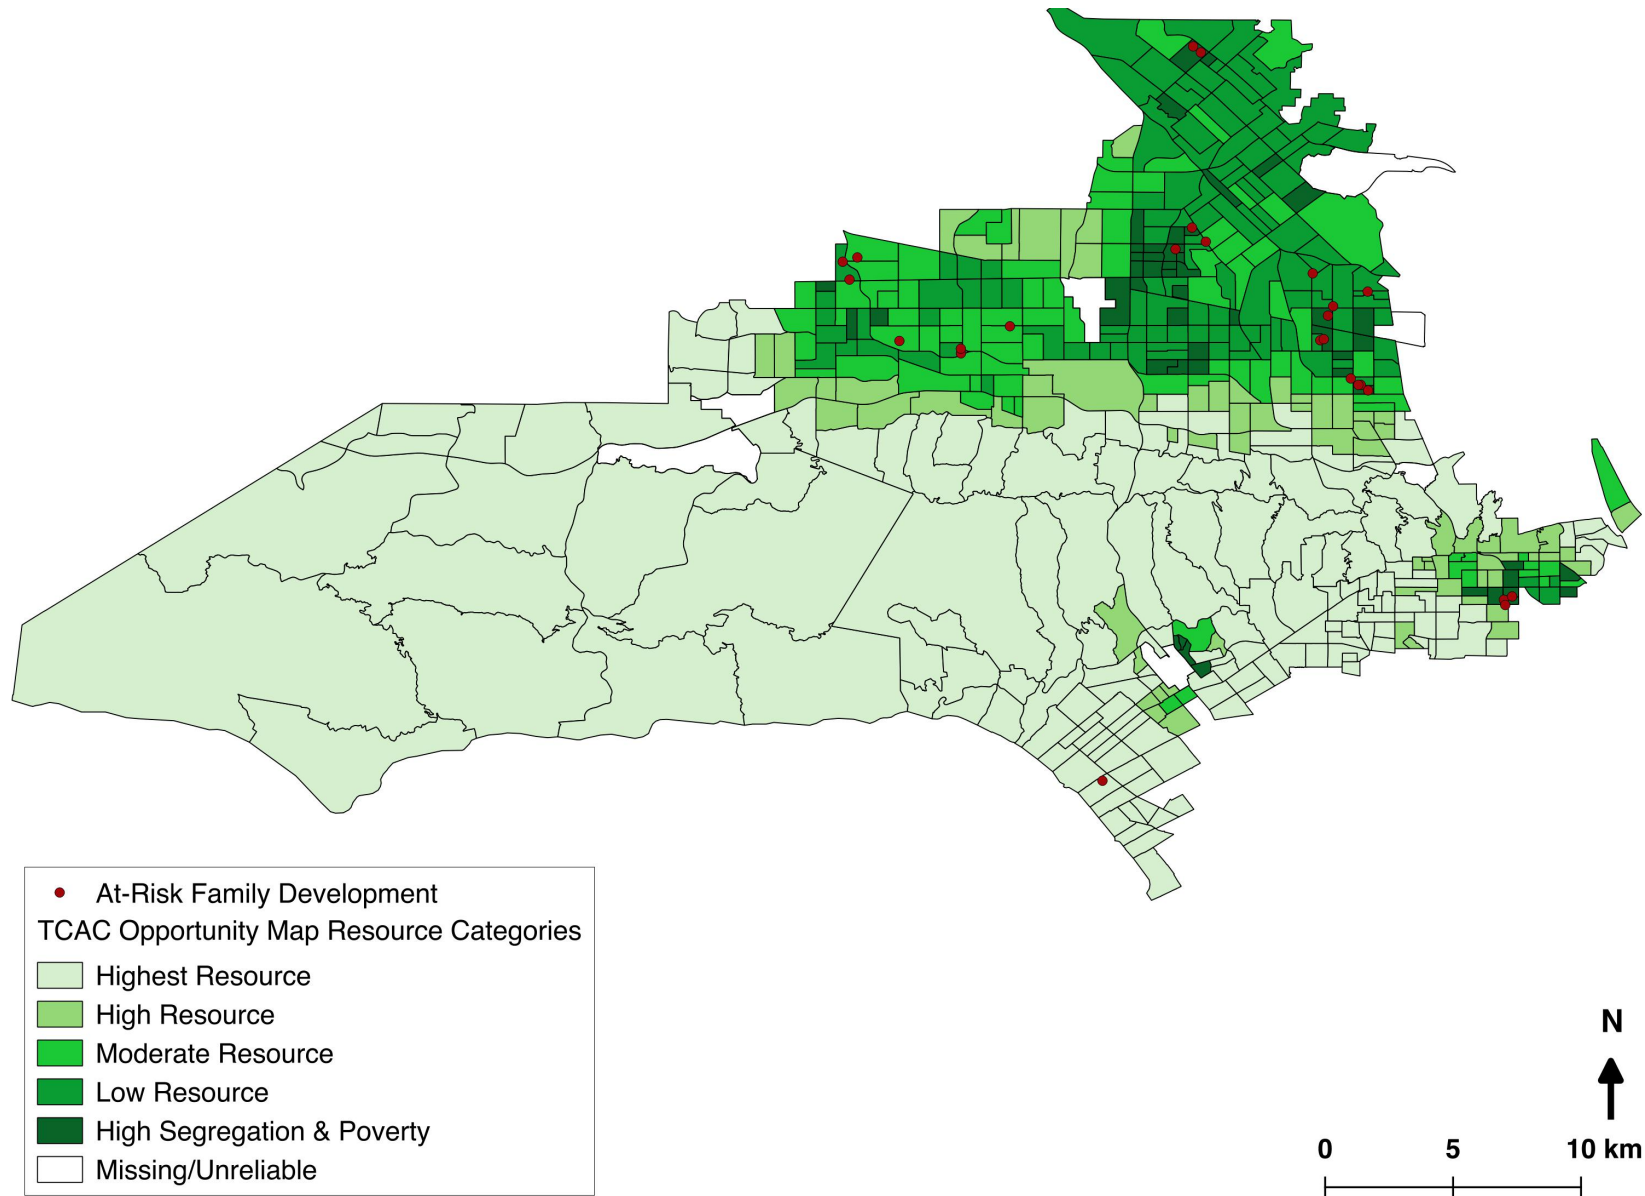 At-Risk Family Development
TCAC Opportunity Map Resource Categories
Highest Resource
High Resource
Moderate Resource
Low Resource
High Segregation & Poverty
Missing/Unreliable
N
0 5 10 km